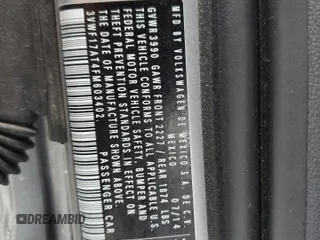 MFD BY VOLKSWAGEN DE MEXICO S.A. DE C.V.
MEXICO 07/14
GVWR 3990 GAWR FRONT 2227 / REAR 1874 LBS
THIS VEHICLE CONFORMS TO ALL APPLICABLE U.S.
FEDERAL MOTOR VEHICLE SAFETY, BUMPER AND
THEFT PREVENTION STANDARDS IN EFFECT ON
THE DATE OF MANUFACTURE SHOWN ABOVE.
3VWF17AT4FM603492 PASSENGER CAR
DREAMBID